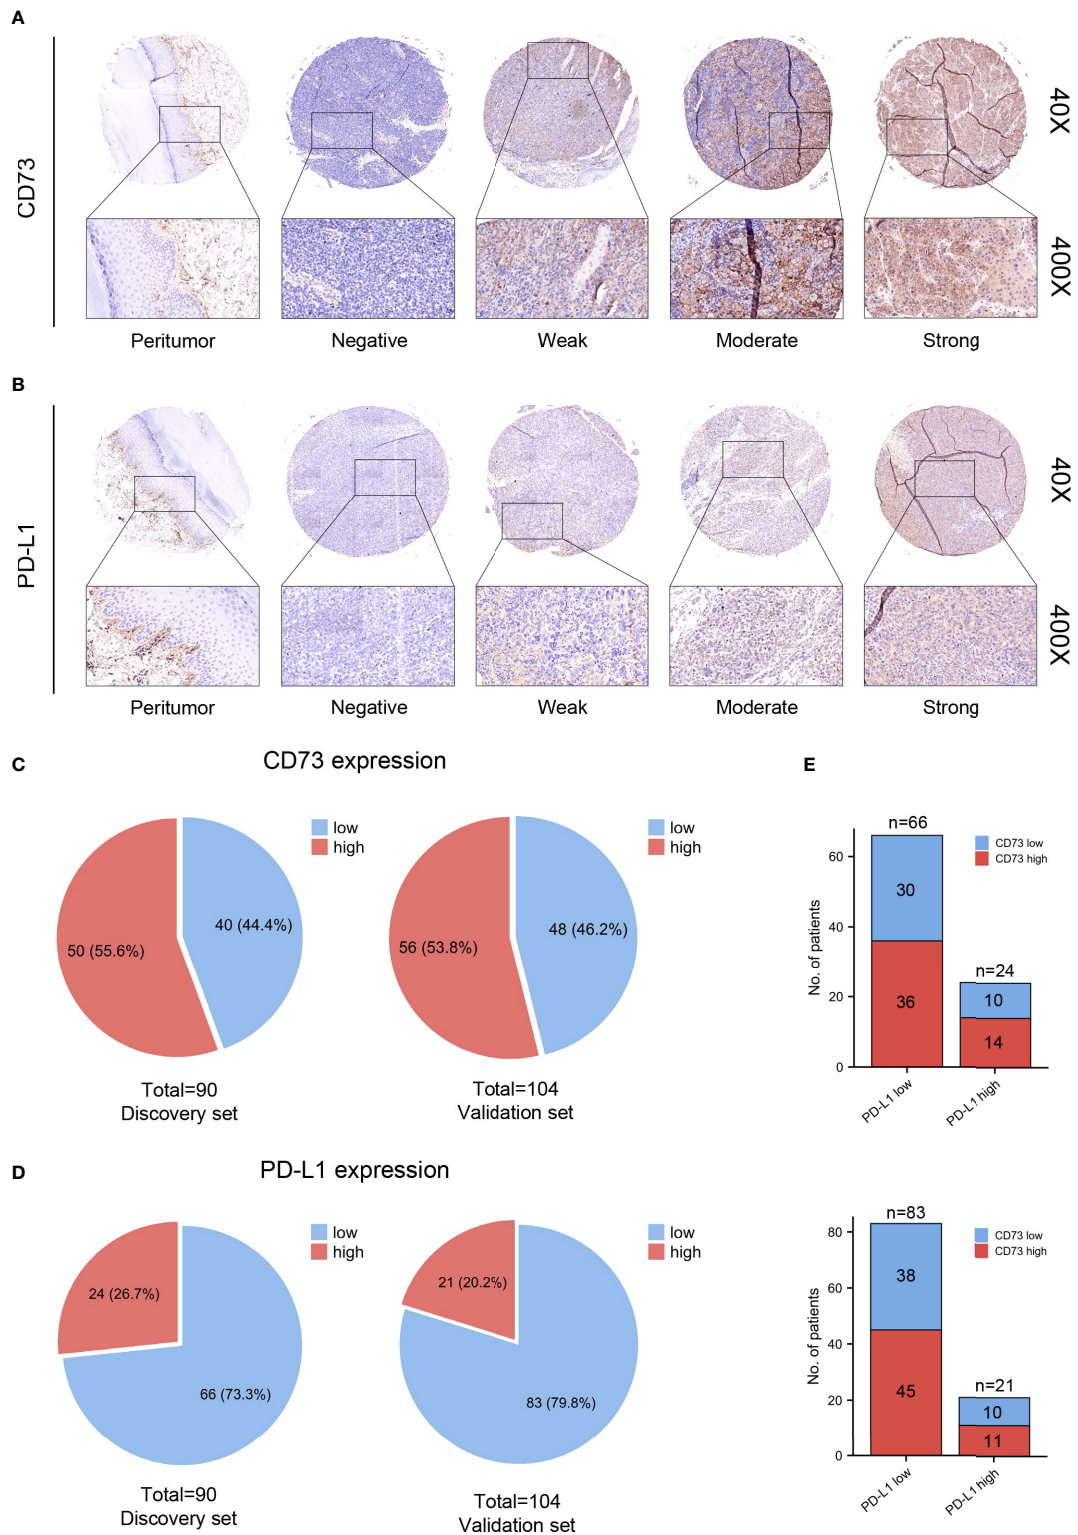 A
CD73
40X
400X
Peritumor
Negative
Weak
Moderate
Strong
B
PD-L1
40X
400X
Peritumor
Negative
Weak
Moderate
Strong
C
CD73 expression
low
high
40 (44.4%)
50 (55.6%)
Total=90
Discovery set
low
high
48 (46.2%)
56 (53.8%)
Total=104
Validation set
D
PD-L1 expression
low
high
24 (26.7%)
66 (73.3%)
Total=90
Discovery set
low
high
21 (20.2%)
83 (79.8%)
Total=104
Validation set
E
n=66
CD73 low
CD73 high
No. of patients
60
40
20
0
30
36
n=24
10
14
PD-L1 low
PD-L1 high
n=83
CD73 low
CD73 high
No. of patients
80
60
40
20
0
38
45
n=21
10
11
PD-L1 low
PD-L1 high